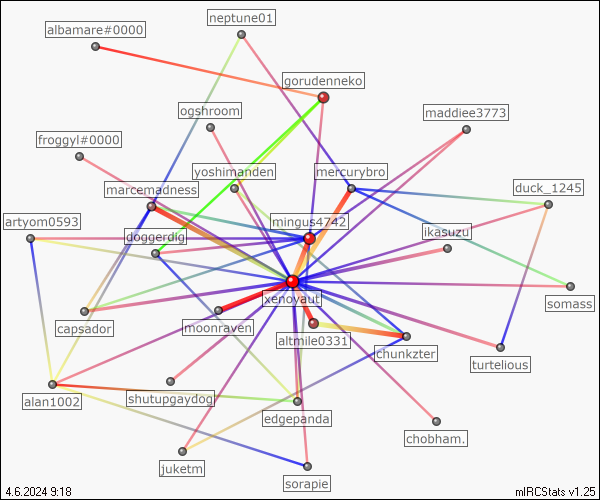 neptune01
albamare#0000
gorudenneko
ogshroom
maddiee3773
froggyl#0000
yoshimanden
mercurybro
marcemadness
duck_1245
artyom0593
mingus4742
ikasuzu
doggerdig
xenoyaut
somass
capsador
moonraven
altmile0331
chunkzter
turtelious
alan1002
shutupgaydog
edgepanda
chobham.
juketm
sorapie
4.6.2024 9:18
mIRCStats v1.25